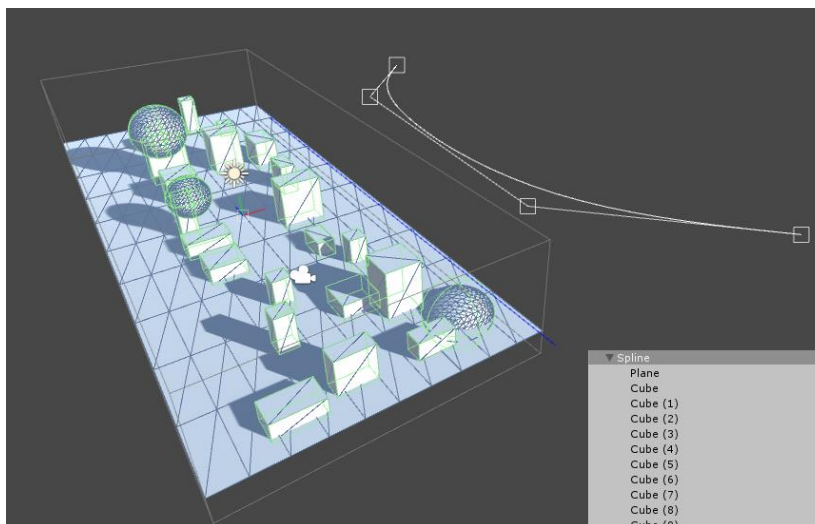 Spline
Plane
Cube
Cube (1)
Cube (2)
Cube (3)
Cube (4)
Cube (5)
Cube (6)
Cube (7)
Cube (8)